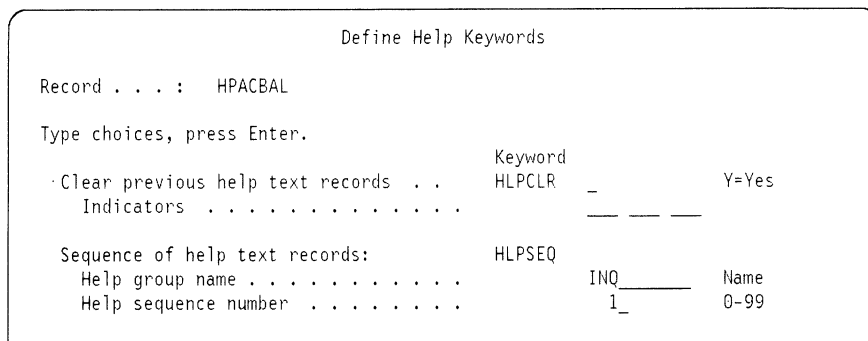 Define Help Keywords
Record . . . :   HPACBAL
Type choices, press Enter.
Keyword
Clear previous help text records  . .   HLPCLR   _   Y=Yes
Indicators  . . . . . . . . . . . . .   ___ ___ ___
Sequence of help text records:   HLPSEQ
Help group name . . . . . . . . . . .   INQ_______   Name
Help sequence number  . . . . . . . .   1_   0-99